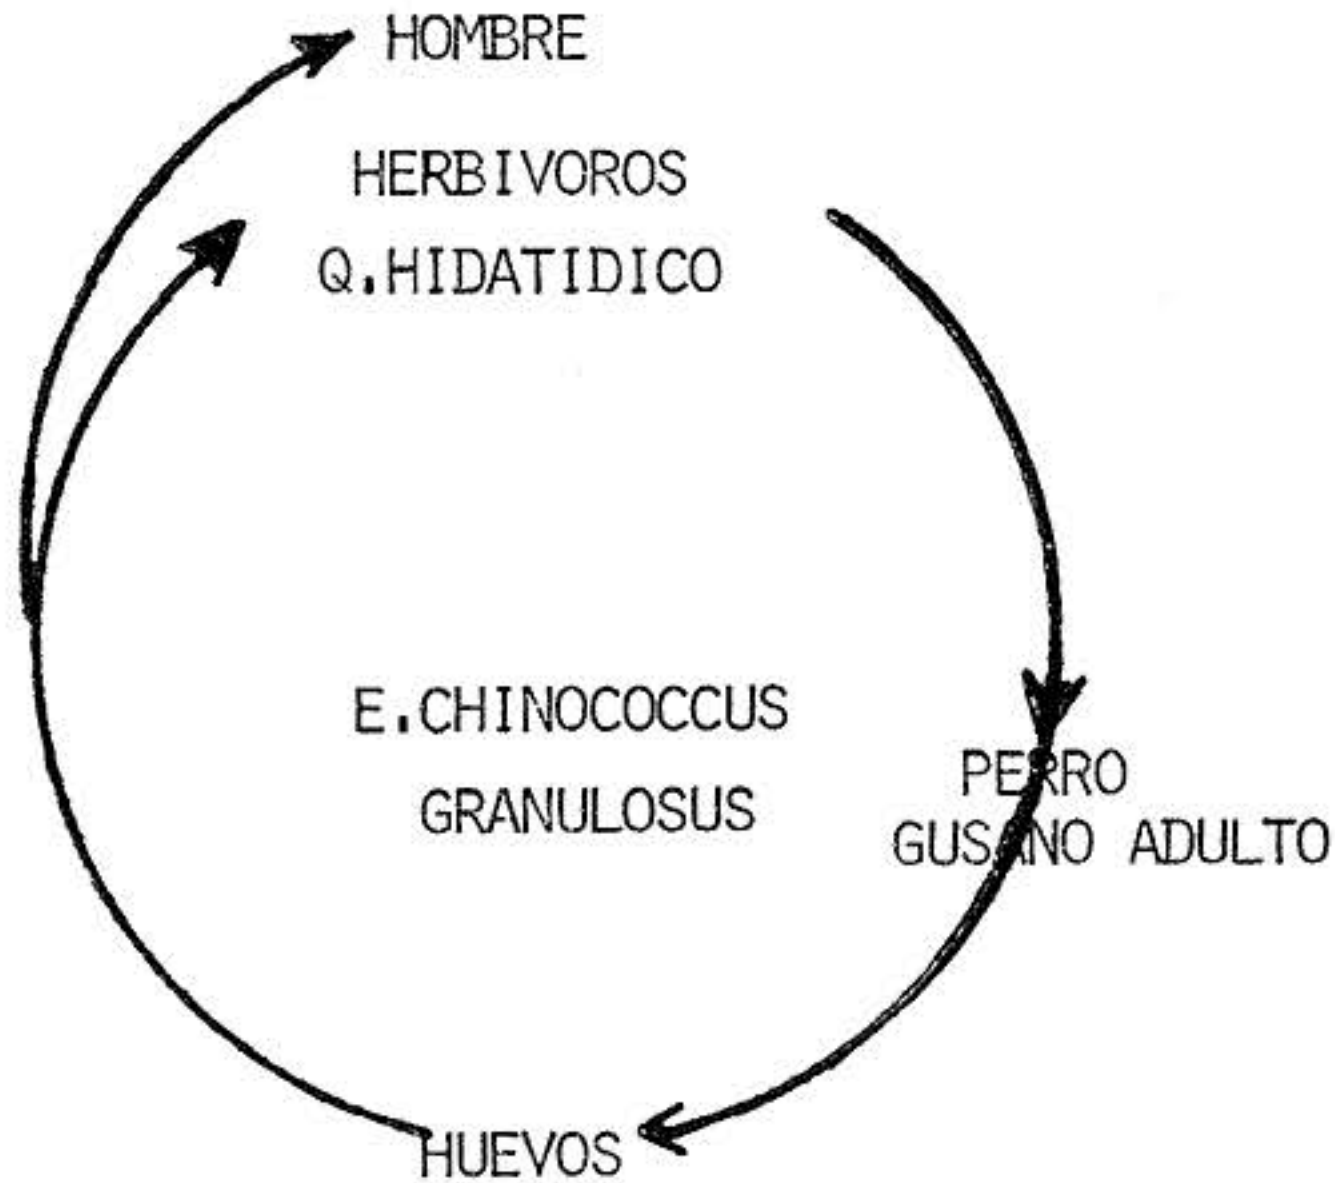 HOMBRE
HERBIVOROS
Q.HIDATIDICO
E.CHINOCOCCUS
GRANULOSUS
PERRO
GUSANO ADULTO
HUEVOS